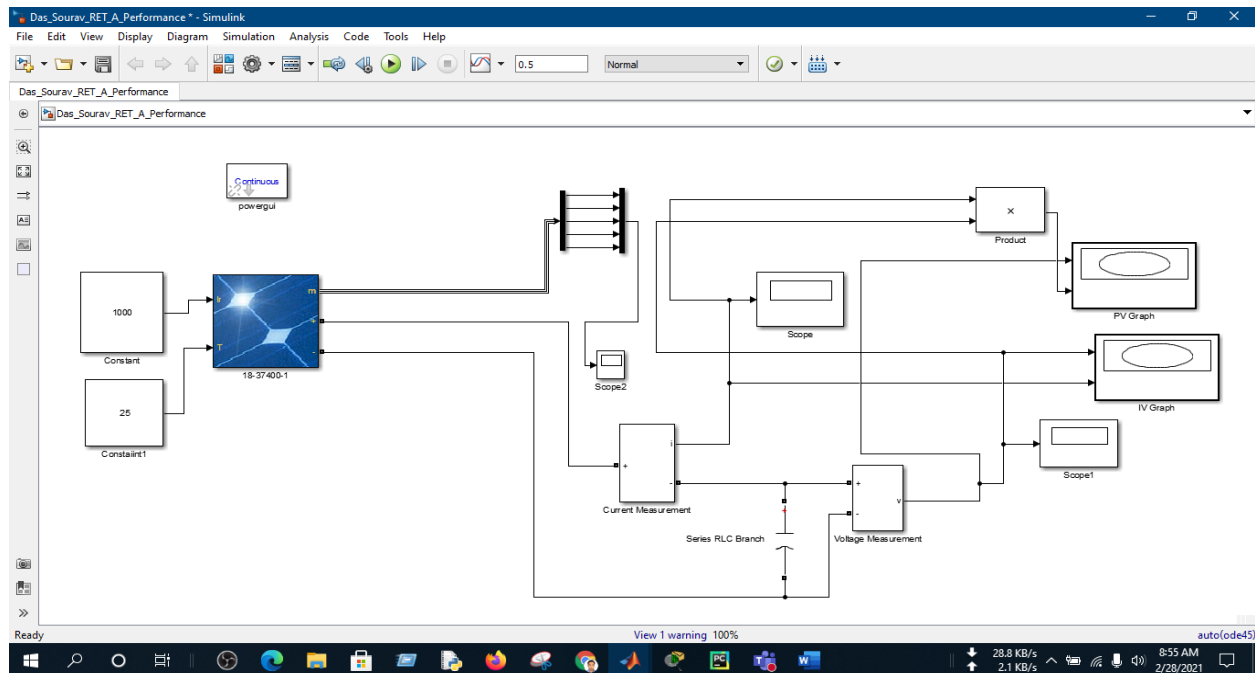 Das_Sourav_RET_A_Performance * - Simulink
File Edit View Display Diagram Simulation Analysis Code Tools Help
0.5 Normal
Das_Sourav_RET_A_Performance
Das_Sourav_RET_A_Performance
Continuous
powergui
×
Product
1000
Constant
Ir
T
m
+
-
18-37400-1
Scope
PV Graph
25
Constaiint1
Scope2
IV Graph
i
+
-
Current Measurement
Scope1
+
-
v
Voltage Measurement
+
Series RLC Branch
Ready View 1 warning 100% auto(ode45)
28.8 KB/s 8:55 AM
2.1 KB/s 2/28/2021